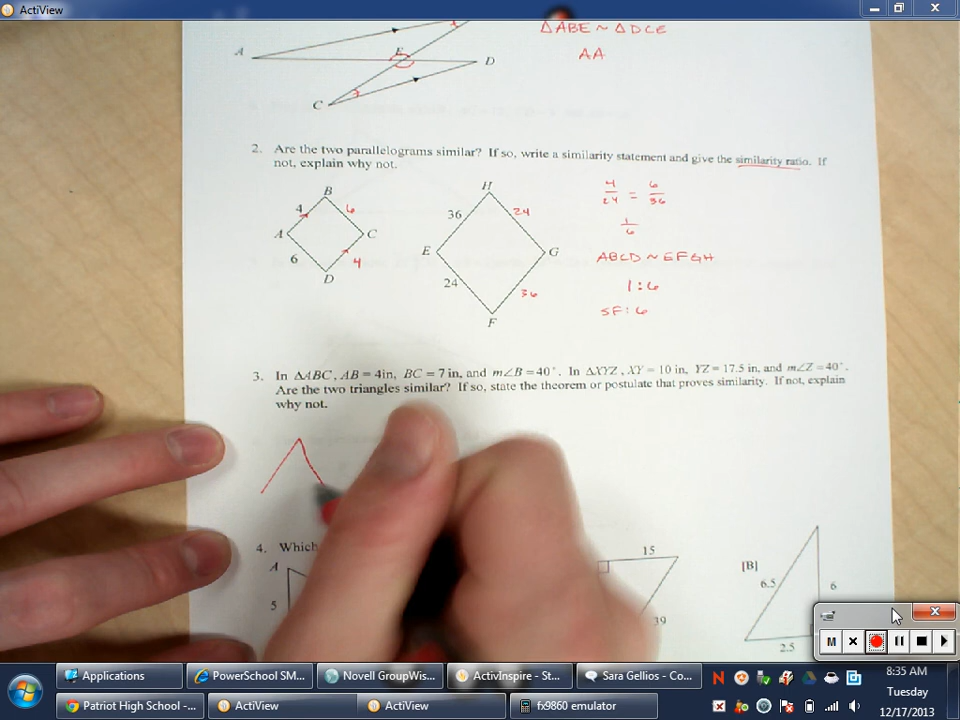 ActiView
ΔABE ~ ΔDCE
AA
A
E
D
C
2. Are the two parallelograms similar? If so, write a similarity statement and give the similarity ratio. If
not, explain why not.
B
4
6
A
C
6
4
D
H
36
24
E
G
24
36
F
4/24 = 6/36
1/6
ABCD ~ EFGH
1:6
SF: 6
3. In ΔABC, AB = 4in, BC = 7 in, and m∠B = 40°. In ΔXYZ, XY = 10 in, YZ = 17.5 in, and m∠Z = 40°.
Are the two triangles similar? If so, state the theorem or postulate that proves similarity. If not, explain
why not.
4. Which
A
5
15
39
[B]
6.5
6
2.5
M
Applications
PowerSchool SM...
Novell GroupWis...
ActivInspire - St...
Sara Gellios - Co...
Patriot High School -...
ActiView
ActiView
fx9860 emulator
8:35 AM
Tuesday
12/17/2013